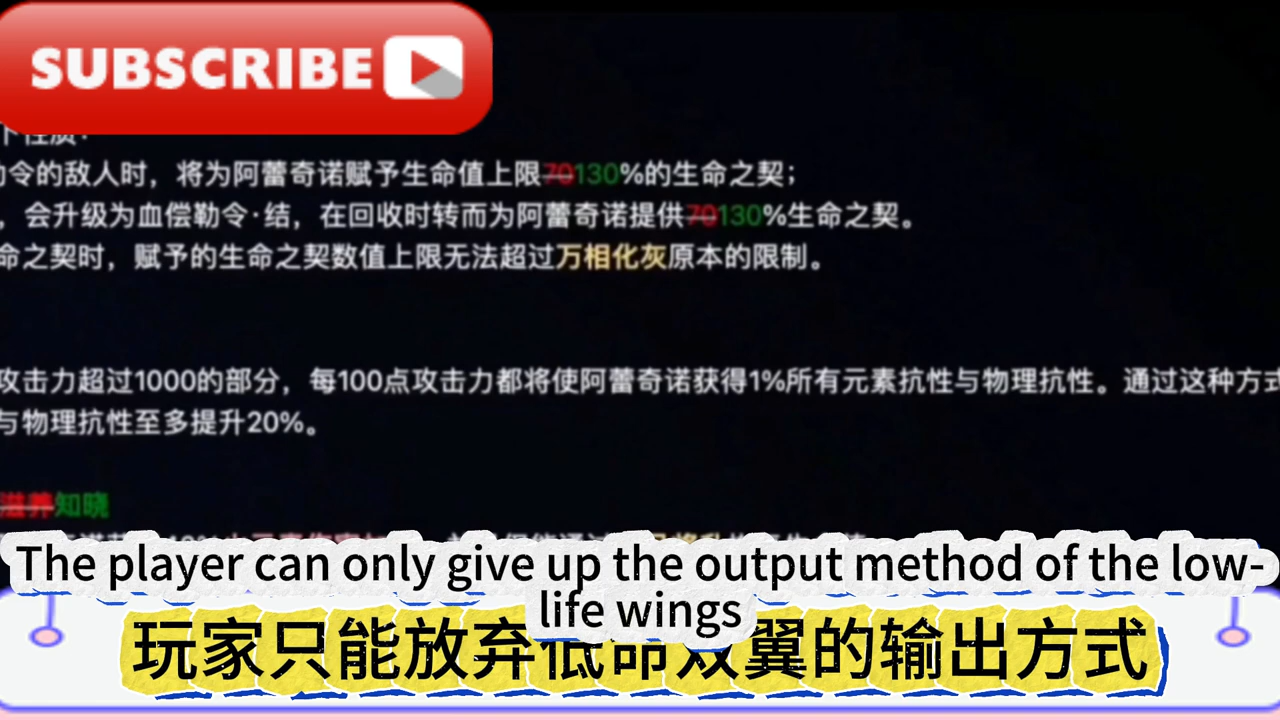 SUBSCRIBE
下性质:
令的敌人时，将为阿蕾奇诺赋予生命值上限70130%的生命之契；
，会升级为血偿勒令·结，在回收时转而为阿蕾奇诺提供70130%生命之契。
命之契时，赋予的生命之契数值上限无法超过万相化灰原本的限制。
攻击力超过1000的部分，每100点攻击力都将使阿蕾奇诺获得1%所有元素抗性与物理抗性。通过这种方式
与物理抗性至多提升20%。
滋养知晓
The player can only give up the output method of the low-
life wings
玩家只能放弃低命双翼的输出方式